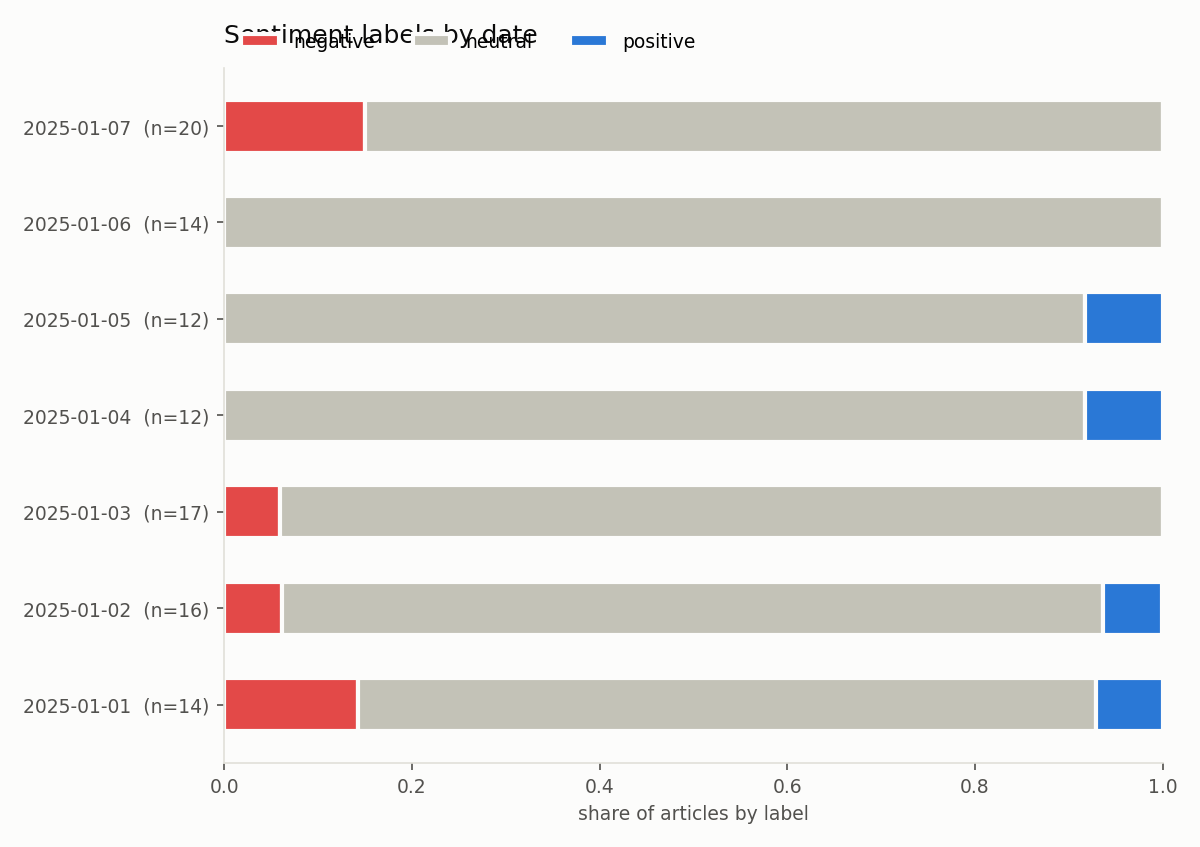 Sentiment labels by date
negative neutral positive
2025-01-07 (n=20)
2025-01-06 (n=14)
2025-01-05 (n=12)
2025-01-04 (n=12)
2025-01-03 (n=17)
2025-01-02 (n=16)
2025-01-01 (n=14)
0.0 0.2 0.4 0.6 0.8 1.0
share of articles by label